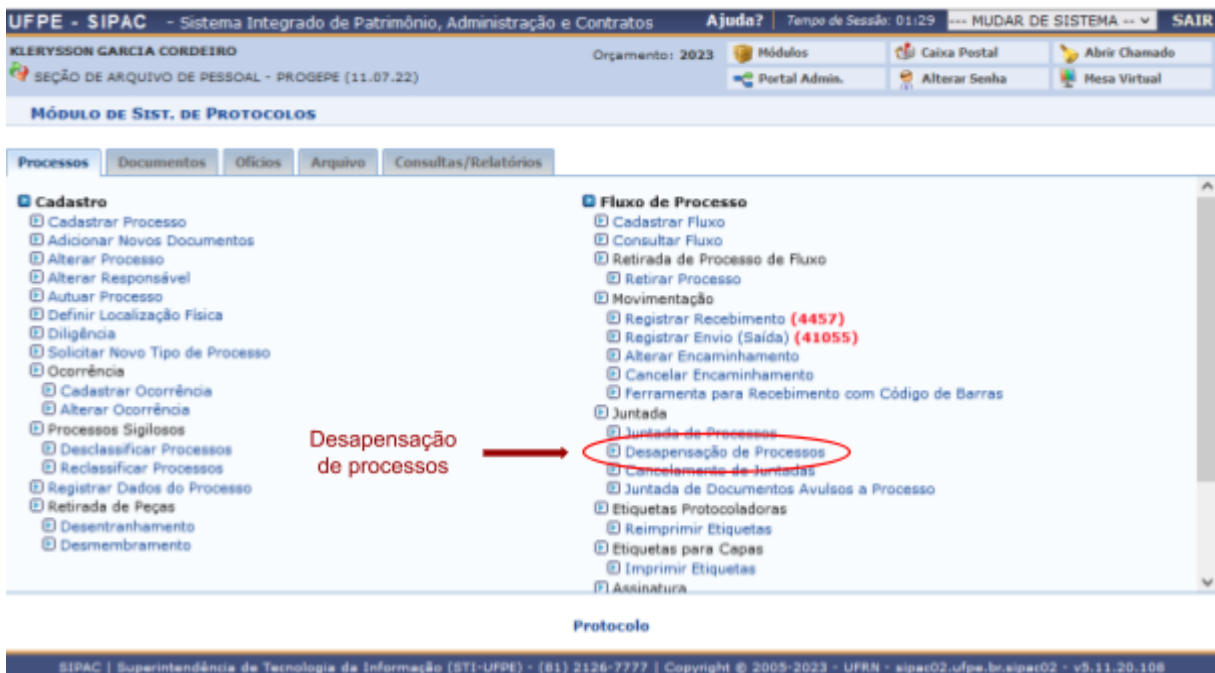 UFPE - SIPAC - Sistema Integrado de Patrimônio, Administração e Contratos Ajuda? Tempo de Sessão: 01:29 --- MUDAR DE SISTEMA -- SAIR
KLERYSSON GARCIA CORDEIRO
SEÇÃO DE ARQUIVO DE PESSOAL - PROGEPE (11.07.22)
Orçamento: 2023
Módulos Caixa Postal Abrir Chamado
Portal Admin. Alterar Senha Mesa Virtual
MÓDULO DE SIST. DE PROTOCOLOS
Processos Documentos Ofícios Arquivo Consultas/Relatórios
Cadastro
Cadastrar Processo
Adicionar Novos Documentos
Alterar Processo
Alterar Responsável
Autuar Processo
Definir Localização Física
Diligência
Solicitar Novo Tipo de Processo
Ocorrência
Cadastrar Ocorrência
Alterar Ocorrência
Processos Sigilosos
Desclassificar Processos
Reclassificar Processos
Registrar Dados do Processo
Retirada de Peças
Desentranhamento
Desmembramento
Desapensação
de processos
Fluxo de Processo
Cadastrar Fluxo
Consultar Fluxo
Retirada de Processo de Fluxo
Retirar Processo
Movimentação
Registrar Recebimento (4457)
Registrar Envio (Saída) (41055)
Alterar Encaminhamento
Cancelar Encaminhamento
Ferramenta para Recebimento com Código de Barras
Juntada
Juntada de Processos
Desapensação de Processos
Cancelamento de Juntadas
Juntada de Documentos Avulsos a Processo
Etiquetas Protocoladoras
Reimprimir Etiquetas
Etiquetas para Capas
Imprimir Etiquetas
Assinatura
Protocolo
SIPAC | Superintendência de Tecnologia da Informação (STI-UFPE) - (81) 2126-7777 | Copyright © 2005-2023 - UFRN - sipac02.ufpe.br.sipac02 - v5.11.20.108